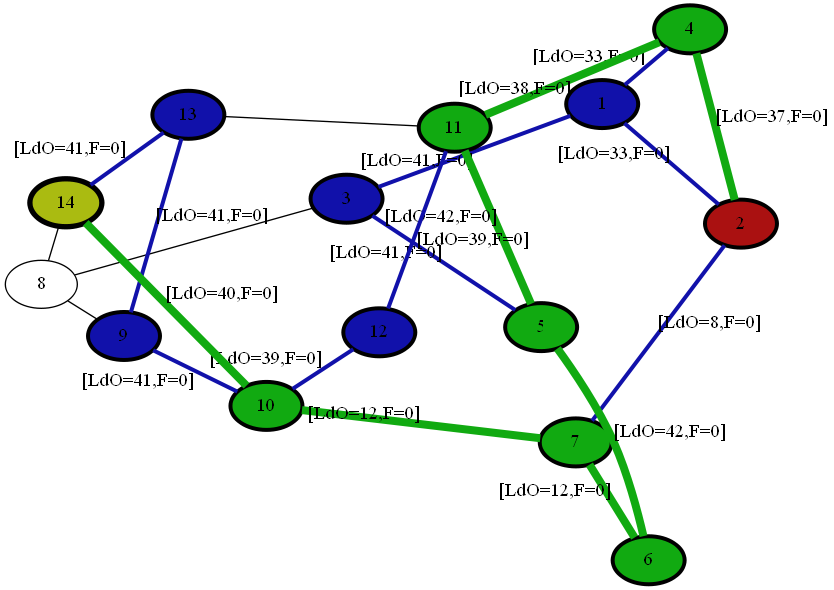 4
[LdO=33,F=0]
[LdO=38,F=0]
1
13
11
[LdO=37,F=0]
[LdO=41,F=0]
[LdO=33,F=0]
[LdO=41,F=0]
14
3
[LdO=41,F=0]
[LdO=42,F=0]
2
[LdO=39,F=0]
[LdO=41,F=0]
8
[LdO=40,F=0]
[LdO=8,F=0]
5
12
9
[LdO=39,F=0]
[LdO=41,F=0]
10
[LdO=12,F=0]
[LdO=42,F=0]
7
[LdO=12,F=0]
6